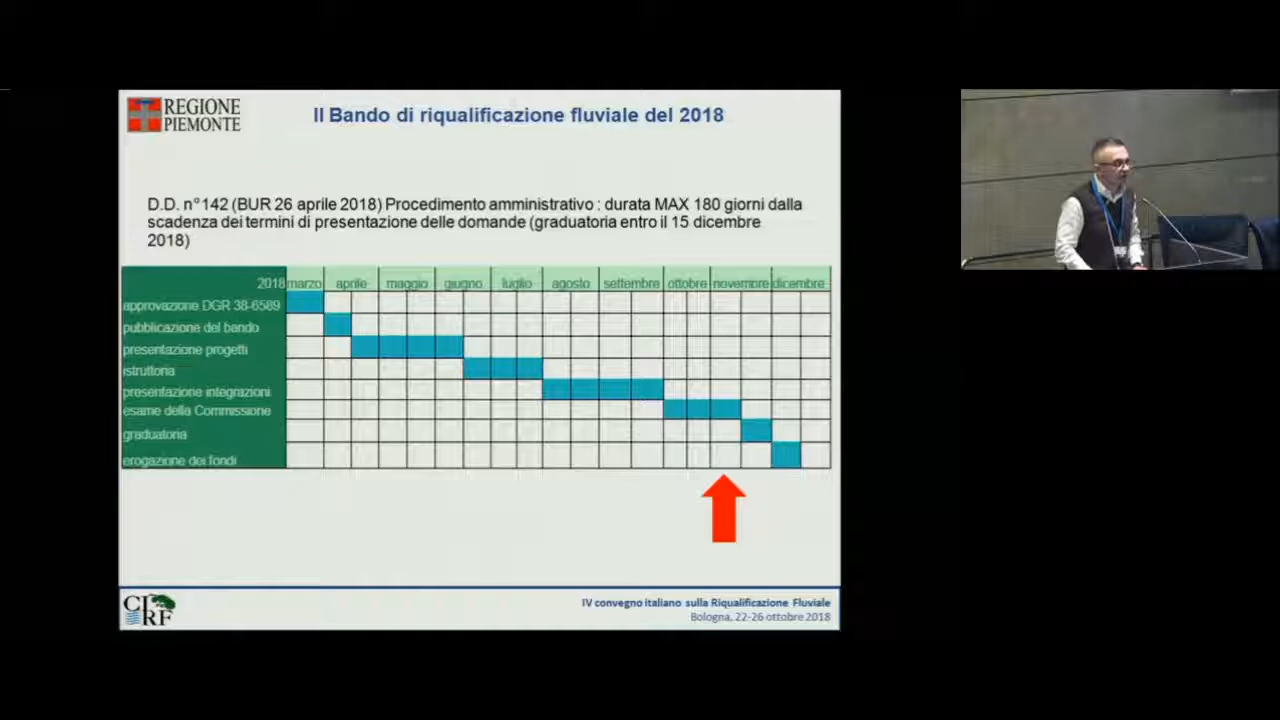 REGIONE
PIEMONTE
Il Bando di riqualificazione fluviale del 2018
D.D. n°142 (BUR 26 aprile 2018) Procedimento amministrativo : durata MAX 180 giorni dalla
scadenza dei termini di presentazione delle domande (graduatoria entro il 15 dicembre
2018)
2018 marzo aprile maggio giugno luglio agosto settembre ottobre novembre dicembre
approvazione DGR 38-6589
pubblicazione del bando
presentazione progetti
istruttoria
presentazione integrazioni
esame della Commissione
graduatoria
erogazione dei fondi
CIRF
IV convegno italiano sulla Riqualificazione Fluviale
Bologna, 22-26 ottobre 2018